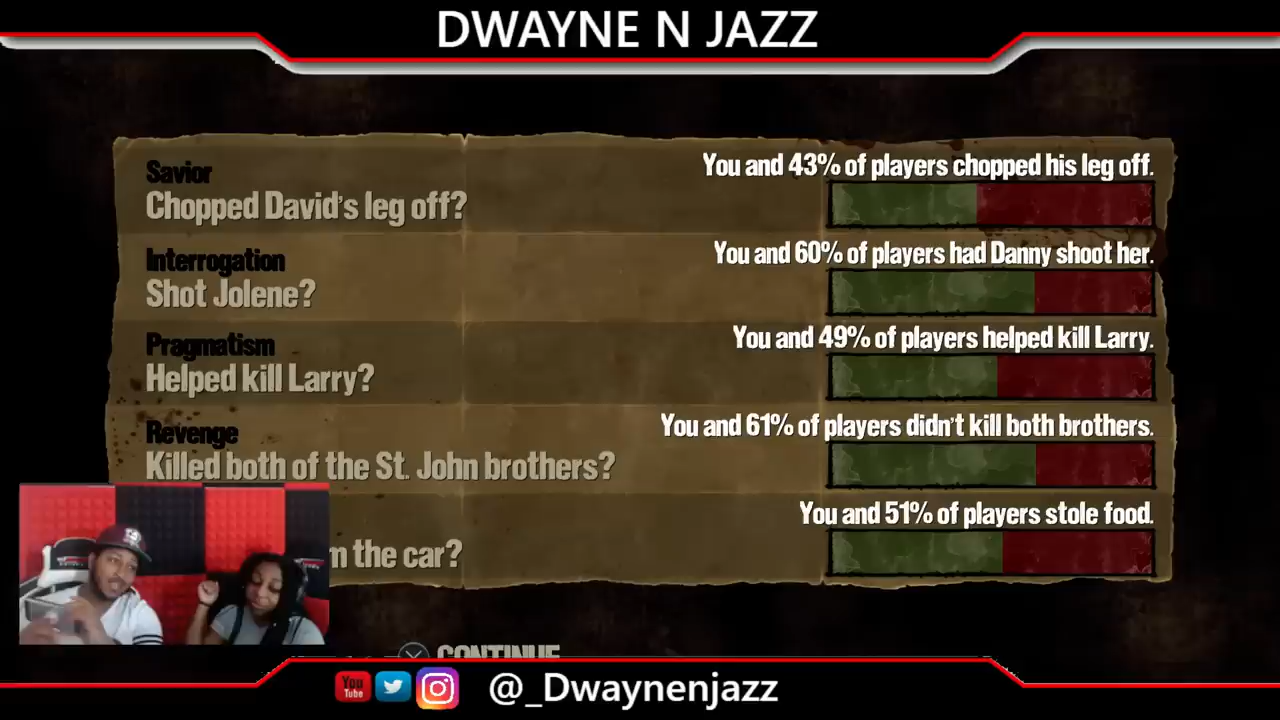 DWAYNE N JAZZ
Savior
You and 43% of players chopped his leg off.
Chopped David's leg off?
Interrogation
You and 60% of players had Danny shoot her.
Shot Jolene?
Pragmatism
You and 49% of players helped kill Larry.
Helped kill Larry?
Revenge
You and 61% of players didn't kill both brothers.
Killed both of the St. John brothers?
You and 51% of players stole food.
the car?
CONTINUE
You Tube
@_Dwaynenjazz